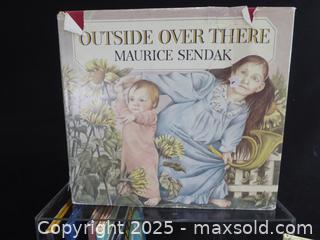 OUTSIDE OVER THERE
MAURICE SENDAK
Copyright © 2025 - maxsold.com